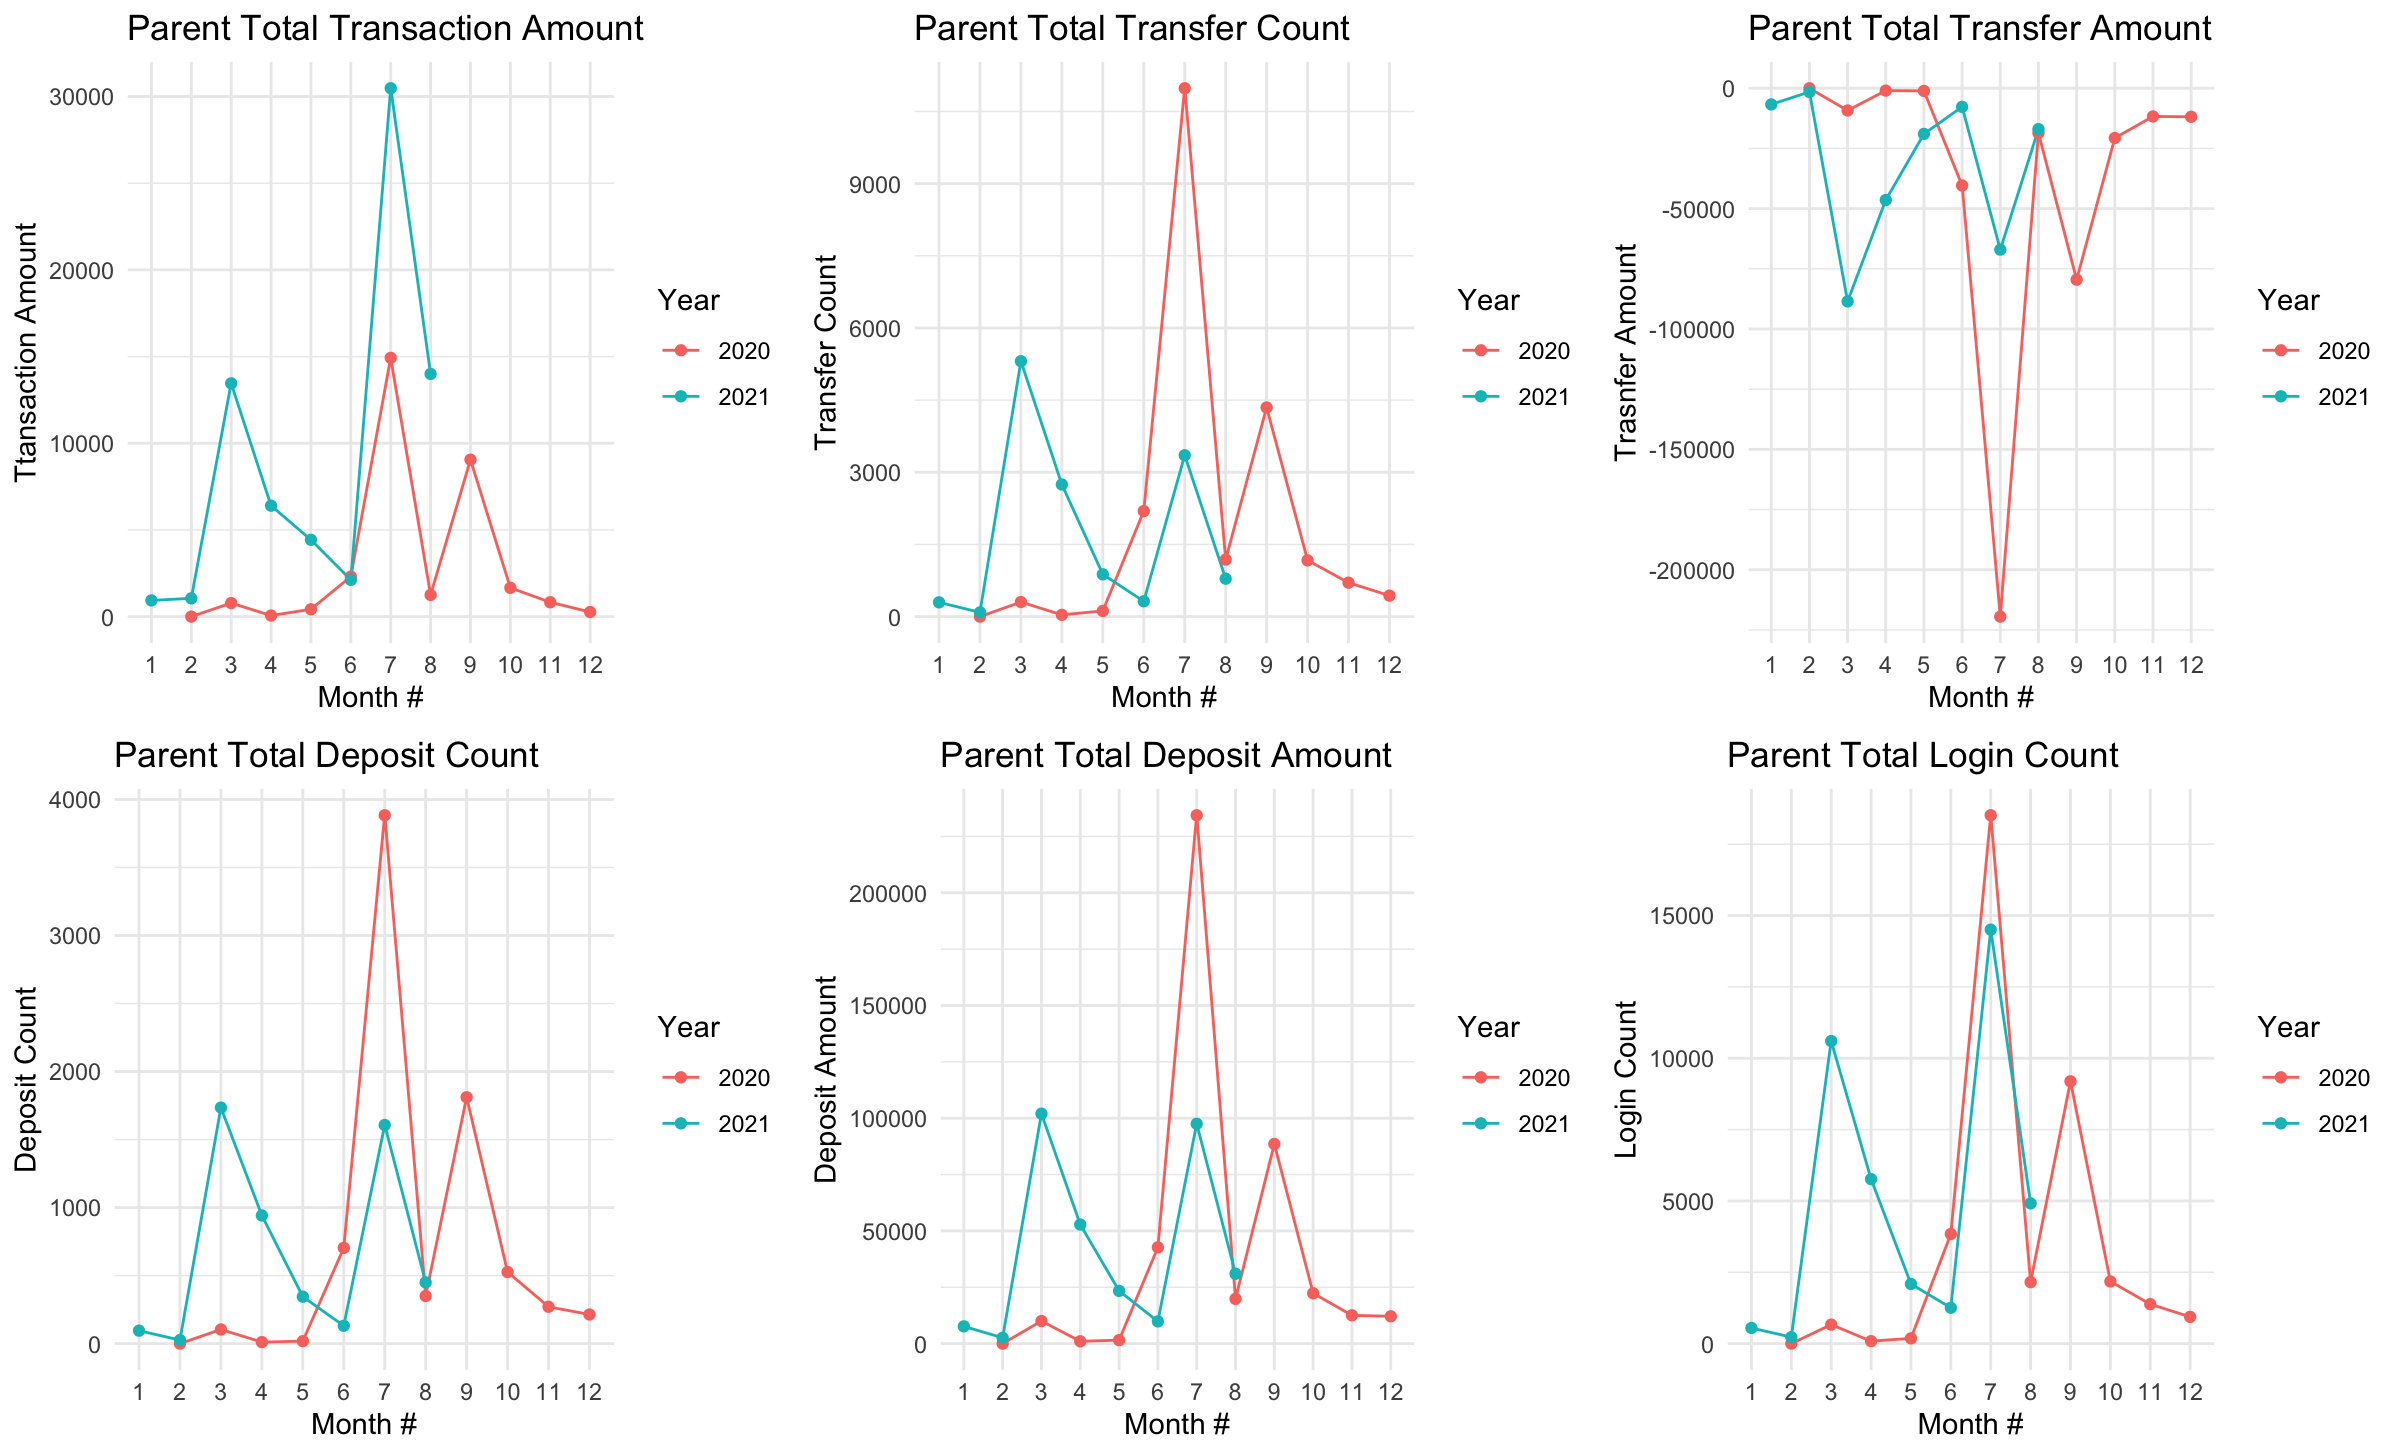 Parent Total Transaction Amount
Ttansaction Amount
30000
20000
10000
0
1 2 3 4 5 6 7 8 9 10 11 12
Month #
Year
2020
2021
Parent Total Transfer Count
Transfer Count
9000
6000
3000
0
1 2 3 4 5 6 7 8 9 10 11 12
Month #
Year
2020
2021
Parent Total Transfer Amount
Trasnfer Amount
0
-50000
-100000
-150000
-200000
1 2 3 4 5 6 7 8 9 10 11 12
Month #
Year
2020
2021
Parent Total Deposit Count
Deposit Count
4000
3000
2000
1000
0
1 2 3 4 5 6 7 8 9 10 11 12
Month #
Year
2020
2021
Parent Total Deposit Amount
Deposit Amount
200000
150000
100000
50000
0
1 2 3 4 5 6 7 8 9 10 11 12
Month #
Year
2020
2021
Parent Total Login Count
Login Count
15000
10000
5000
0
1 2 3 4 5 6 7 8 9 10 11 12
Month #
Year
2020
2021